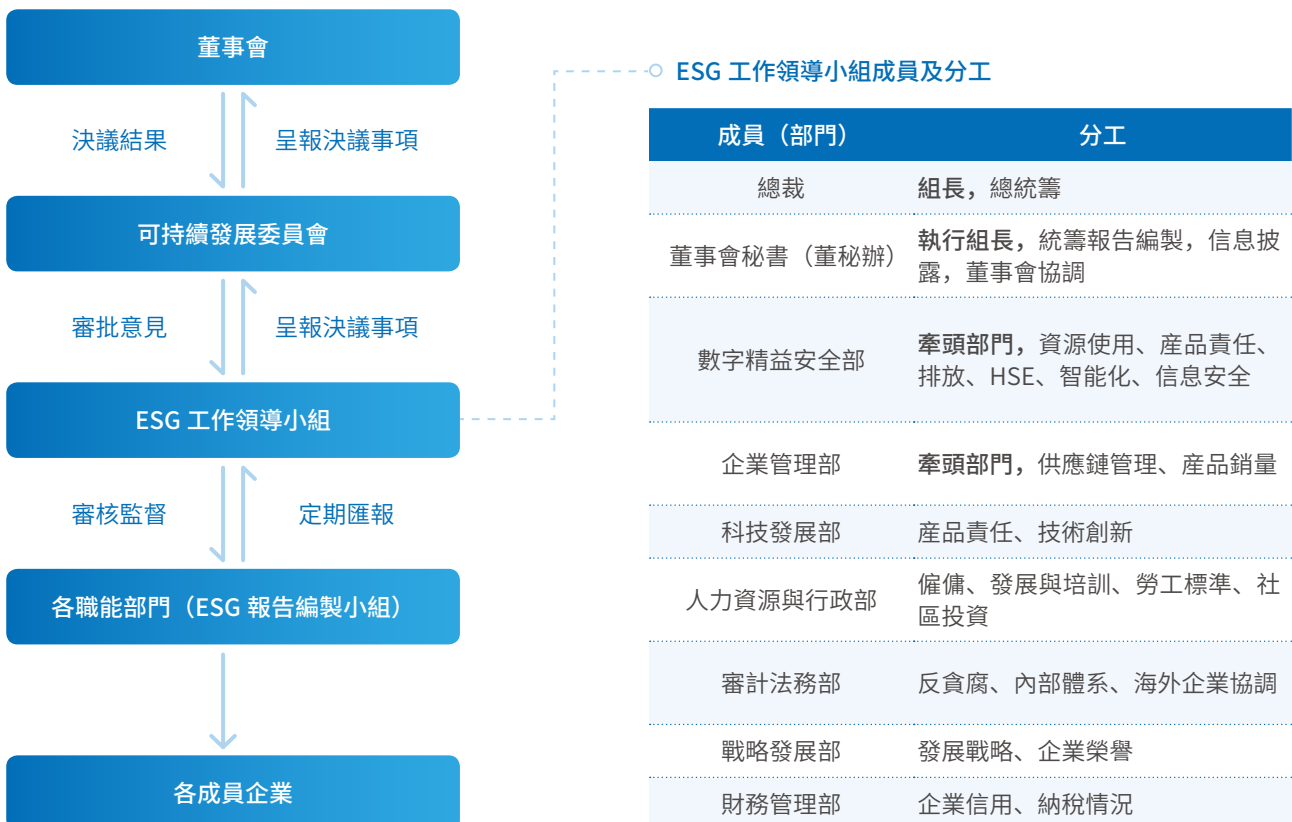 董事會
決議結果
呈報決議事項
可持續發展委員會
審批意見
呈報決議事項
ESG 工作領導小組
審核監督
定期匯報
各職能部門（ESG 報告編製小組）
各成員企業
ESG 工作領導小組成員及分工
成員（部門） 分工
總裁 組長，總統籌
董事會秘書（董秘辦） 執行組長，統籌報告編製，信息披
露，董事會協調
數字精益安全部 牽頭部門，資源使用、産品責任、
排放、HSE、智能化、信息安全
企業管理部 牽頭部門，供應鏈管理、産品銷量
科技發展部 産品責任、技術創新
人力資源與行政部 僱傭、發展與培訓、勞工標準、社
區投資
審計法務部 反貪腐、內部體系、海外企業協調
戰略發展部 發展戰略、企業榮譽
財務管理部 企業信用、納稅情況